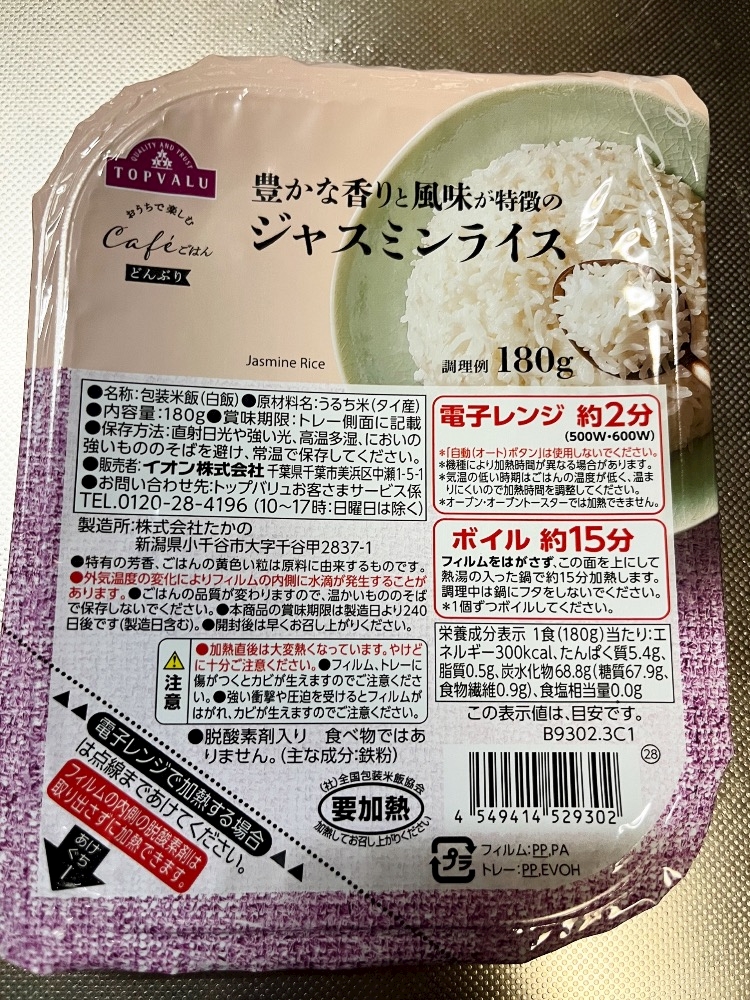 QUALITY AND TRUST
TOPVALU
おうちで楽しむ
Caféごはん
どんぶり
豊かな香りと風味が特徴の
ジャスミンライス
Jasmine Rice
調理例 180g
●名称:包装米飯(白飯)●原材料名:うるち米(タイ産)
●内容量:180g●賞味期限:トレー側面に記載
●保存方法:直射日光や強い光、高温多湿、においの
強いもののそばを避け、常温で保存してください。
●販売者:イオン株式会社 千葉県千葉市美浜区中瀬1-5-1
●お問い合わせ先:トップバリュお客さまサービス係
TEL.0120-28-4196(10～17時:日曜日は除く)
製造所:株式会社たかの
新潟県小千谷市大字千谷甲2837-1
●特有の芳香、ごはんの黄色い粒は原料に由来するものです。
●外気温度の変化によりフィルムの内側に水滴が発生することが
あります。●ごはんの品質が変わりますので、温かいもののそば
で保存しないでください。●本商品の賞味期限は製造日より240
日後です(製造日含む)。●開封後は早くお召し上がりください。
注意
●加熱直後は大変熱くなっています。やけど
に十分ご注意ください。●フィルム、トレーに
傷がつくとカビが生えますのでご注意くださ
い。●強い衝撃や圧迫を受けるとフィルムが
はがれ、カビが生えますのでご注意ください。
●脱酸素剤入り 食べ物ではあ
りません。(主な成分:鉄粉)
電子レンジ 約2分
(500W・600W)
*「自動(オート)ボタン」は使用しないでください。
*機種により加熱時間が異なる場合があります。
*気温の低い時期はごはんの温度が低く、温ま
りにくいので加熱時間を調整してください。
*オーブン・オーブントースターでは加熱できません。
ボイル 約15分
フィルムをはがさず、この面を上にして
熱湯の入った鍋で約15分加熱します。
調理中は鍋にフタをしないでください。
*1個ずつボイルしてください。
栄養成分表示 1食(180g)当たり:エ
ネルギー300kcal、たんぱく質5.4g、
脂質0.5g、炭水化物68.8g(糖質67.9g、
食物繊維0.9g)、食塩相当量0.0g
この表示値は、目安です。
B9302.3C1
28
4 549414 529302
(社)全国包装米飯協会
要加熱
加熱してお召し上がりください
プラ
フィルム:PP,PA
トレー:PP,EVOH
電子レンジで加熱する場合
は点線まであけてください。
フィルムの内側の脱酸素剤は
取り出さずに加熱できます。
あけぐち